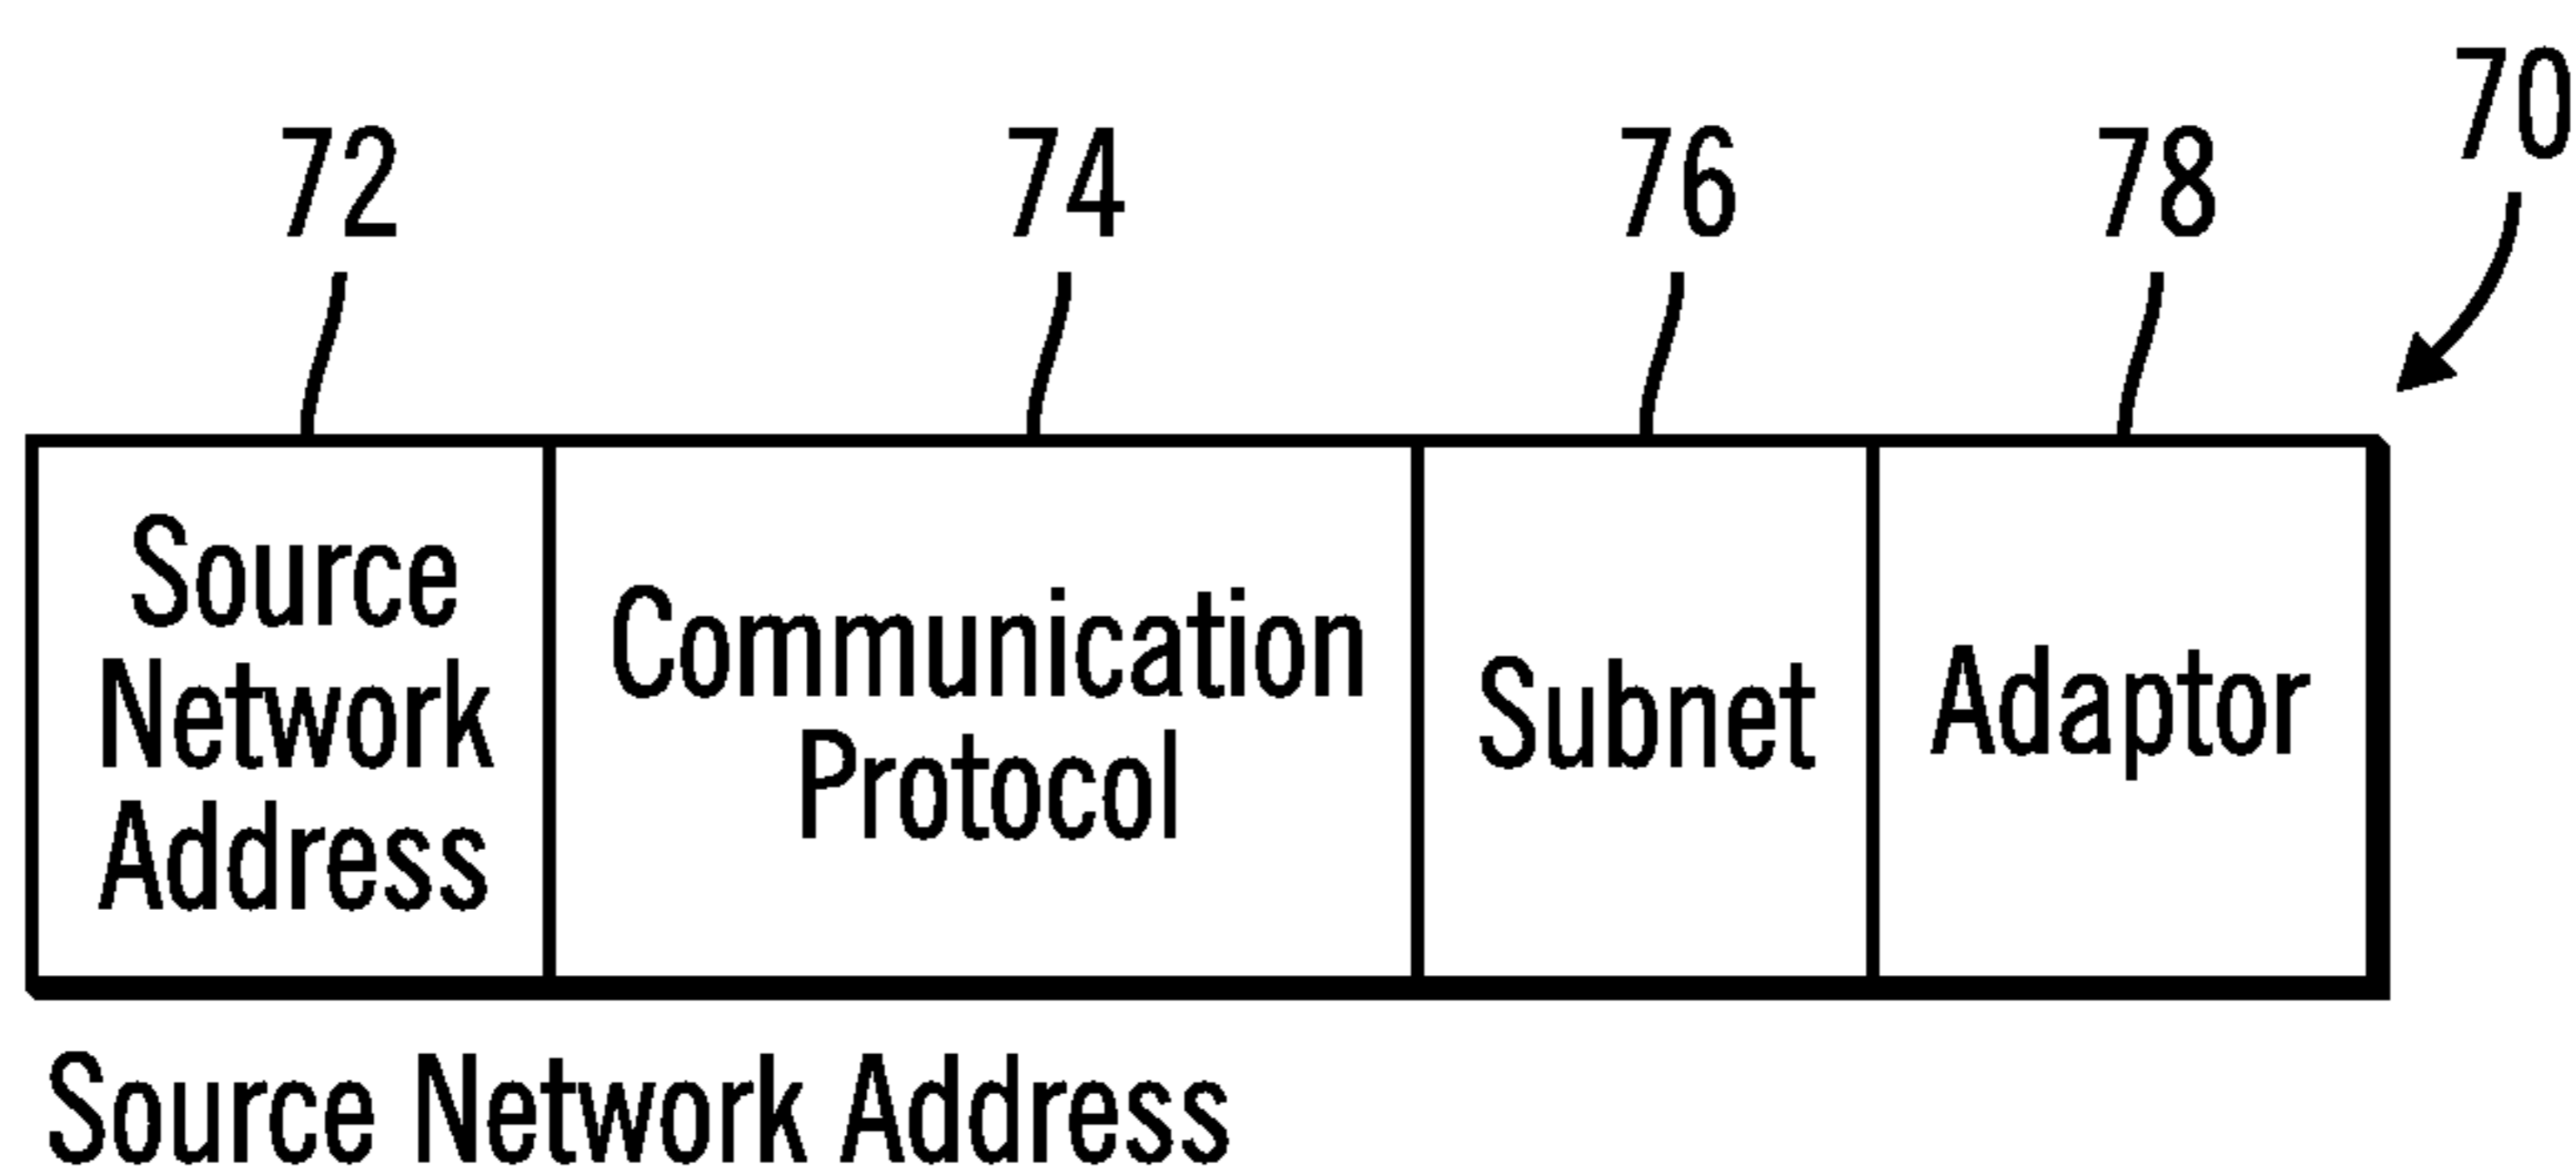 70
72 74 76 78
Source
Network
Address
Communication
Protocol
Subnet
Adaptor
Source Network Address